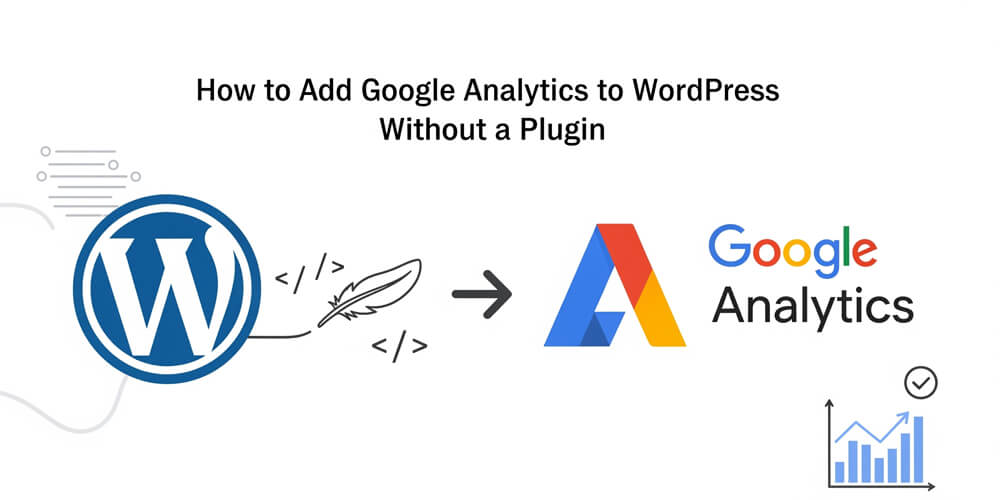 How to Add Google Analytics to WordPress
Without a Plugin
W
<//>
</>
Google
Analytics